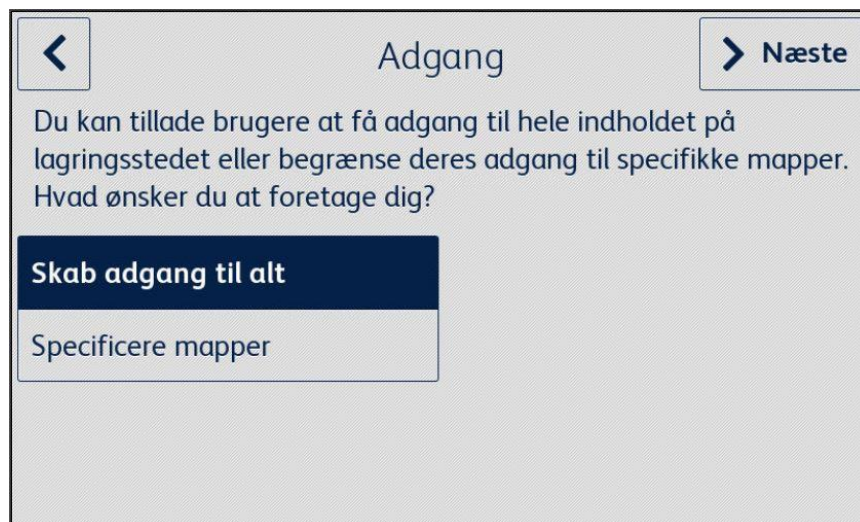 Adgang
Næste
Du kan tillade brugere at få adgang til hele indholdet på
lagringsstedet eller begrænse deres adgang til specifikke mapper.
Hvad ønsker du at foretage dig?
Skab adgang til alt
Specificere mapper